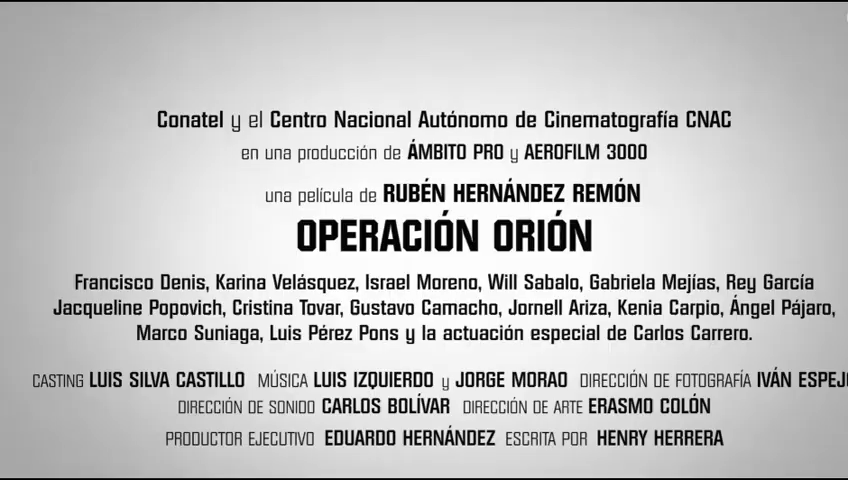 Conatel y el Centro Nacional Autónomo de Cinematografía CNAC
en una producción de ÁMBITO PRO y AEROFILM 3000
una película de RUBÉN HERNÁNDEZ REMÓN
OPERACIÓN ORIÓN
Francisco Denis, Karina Velásquez, Israel Moreno, Will Sabalo, Gabriela Mejías, Rey García
Jacqueline Popovich, Cristina Tovar, Gustavo Camacho, Jornell Ariza, Kenia Carpio, Ángel Pájaro,
Marco Suniaga, Luis Pérez Pons y la actuación especial de Carlos Carrero.
CASTING LUIS SILVA CASTILLO MÚSICA LUIS IZQUIERDO y JORGE MORAO DIRECCIÓN DE FOTOGRAFÍA IVÁN ESPEJO
DIRECCIÓN DE SONIDO CARLOS BOLÍVAR DIRECCIÓN DE ARTE ERASMO COLÓN
PRODUCTOR EJECUTIVO EDUARDO HERNÁNDEZ ESCRITA POR HENRY HERRERA